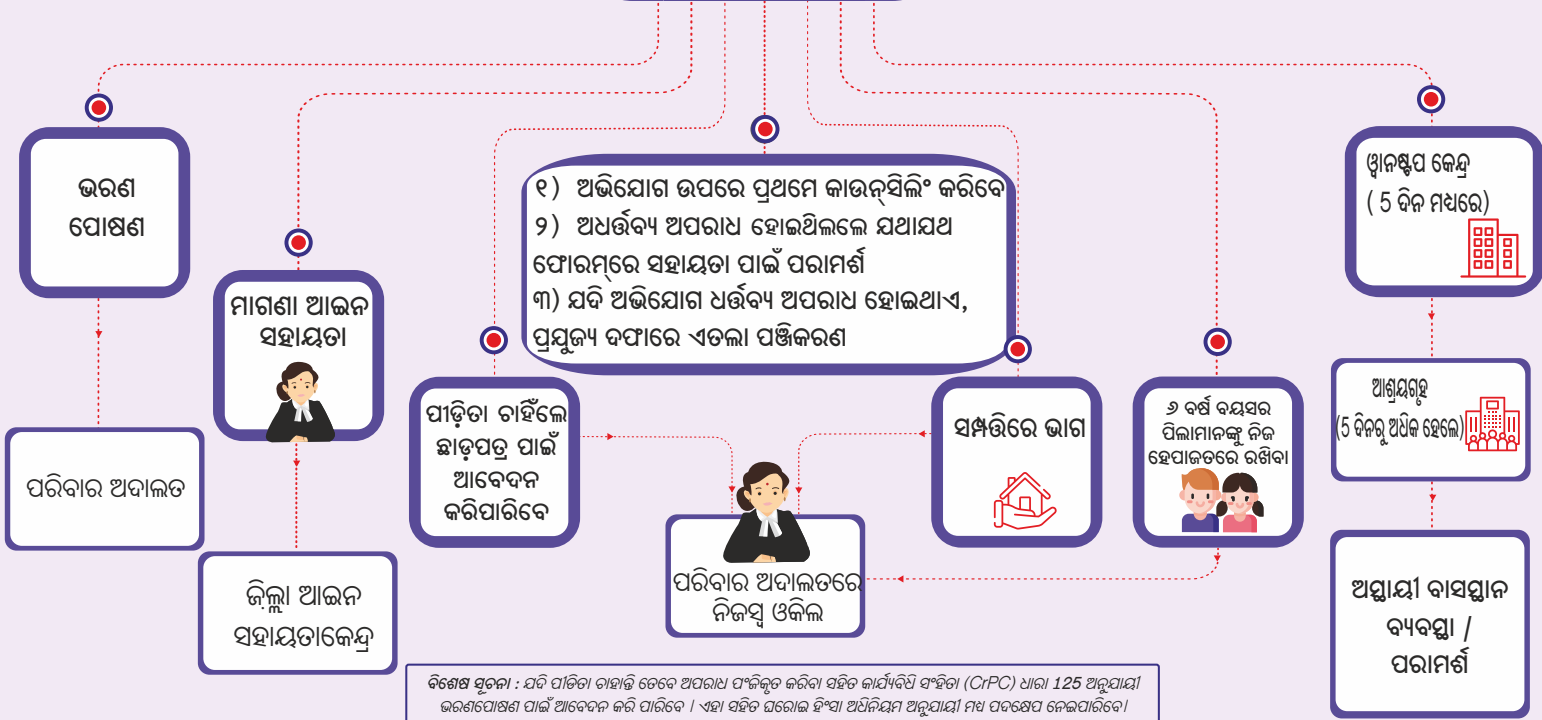 ଭରଣ
ପୋଷଣ
ପରିବାର ଅଦାଲତ
ମାଗଣା ଆଇନ
ସହାୟତା
ଜିଲ୍ଲା ଆଇନ
ସହାୟତାକେନ୍ଦ୍ର
୧) ଅଭିଯୋଗ ଉପରେ ପ୍ରଥମେ କାଉନ୍‌ସିଲିଂ କରିବେ
୨) ଅଧର୍ତ୍ତବ୍ୟ ଅପରାଧ ହୋଇଥିଲଲେ ଯଥାଯଥ
ଫୋରମ୍‌ରେ ସହାୟତା ପାଇଁ ପରାମର୍ଶ
୩) ଯଦି ଅଭିଯୋଗ ଧର୍ତ୍ତବ୍ୟ ଅପରାଧ ହୋଇଥାଏ,
ପ୍ରଯୁଜ୍ୟ ଦଫାରେ ଏତଲା ପଞ୍ଜିକରଣ
ପୀଡ଼ିତା ଚାହିଁଲେ
ଛାଡ଼ପତ୍ର ପାଇଁ
ଆବେଦନ
କରିପାରିବେ
ସମ୍ପତ୍ତିରେ ଭାଗ
୬ ବର୍ଷ ବୟସର
ପିଲାମାନଙ୍କୁ ନିଜ
ହେପାଜତରେ ରଖିବା
ପରିବାର ଅଦାଲତରେ
ନିଜସ୍ୱ ଓକିଲ
ୱାନଷ୍ଟପ କେନ୍ଦ୍ର
( 5 ଦିନ ମଧ୍ୟରେ)
ଆଶ୍ରୟଗୃହ
(5 ଦିନରୁ ଅଧିକ ହେଲେ)
ଅସ୍ଥାୟୀ ବାସସ୍ଥାନ
ବ୍ୟବସ୍ଥା /
ପରାମର୍ଶ
ବିଶେଷ ସୂଚନା : ଯଦି ପୀଡିତା ଚାହାନ୍ତି ତେବେ ଅପରାଧ ପଂଜିକୃତ କରିବା ସହିତ କାର୍ଯ୍ୟବିଧି ସଂହିତା (CrPC) ଧାରା 125 ଅନୁଯାୟୀ
ଭରଣପୋଷଣ ପାଇଁ ଆବେଦନ କରି ପାରିବେ । ଏହା ସହିତ ଘରୋଇ ହିଂସା ଅଧିନିୟମ ଅନୁଯାୟୀ ମଧ୍ୟ ପଦକ୍ଷେପ ନେଇପାରିବେ।